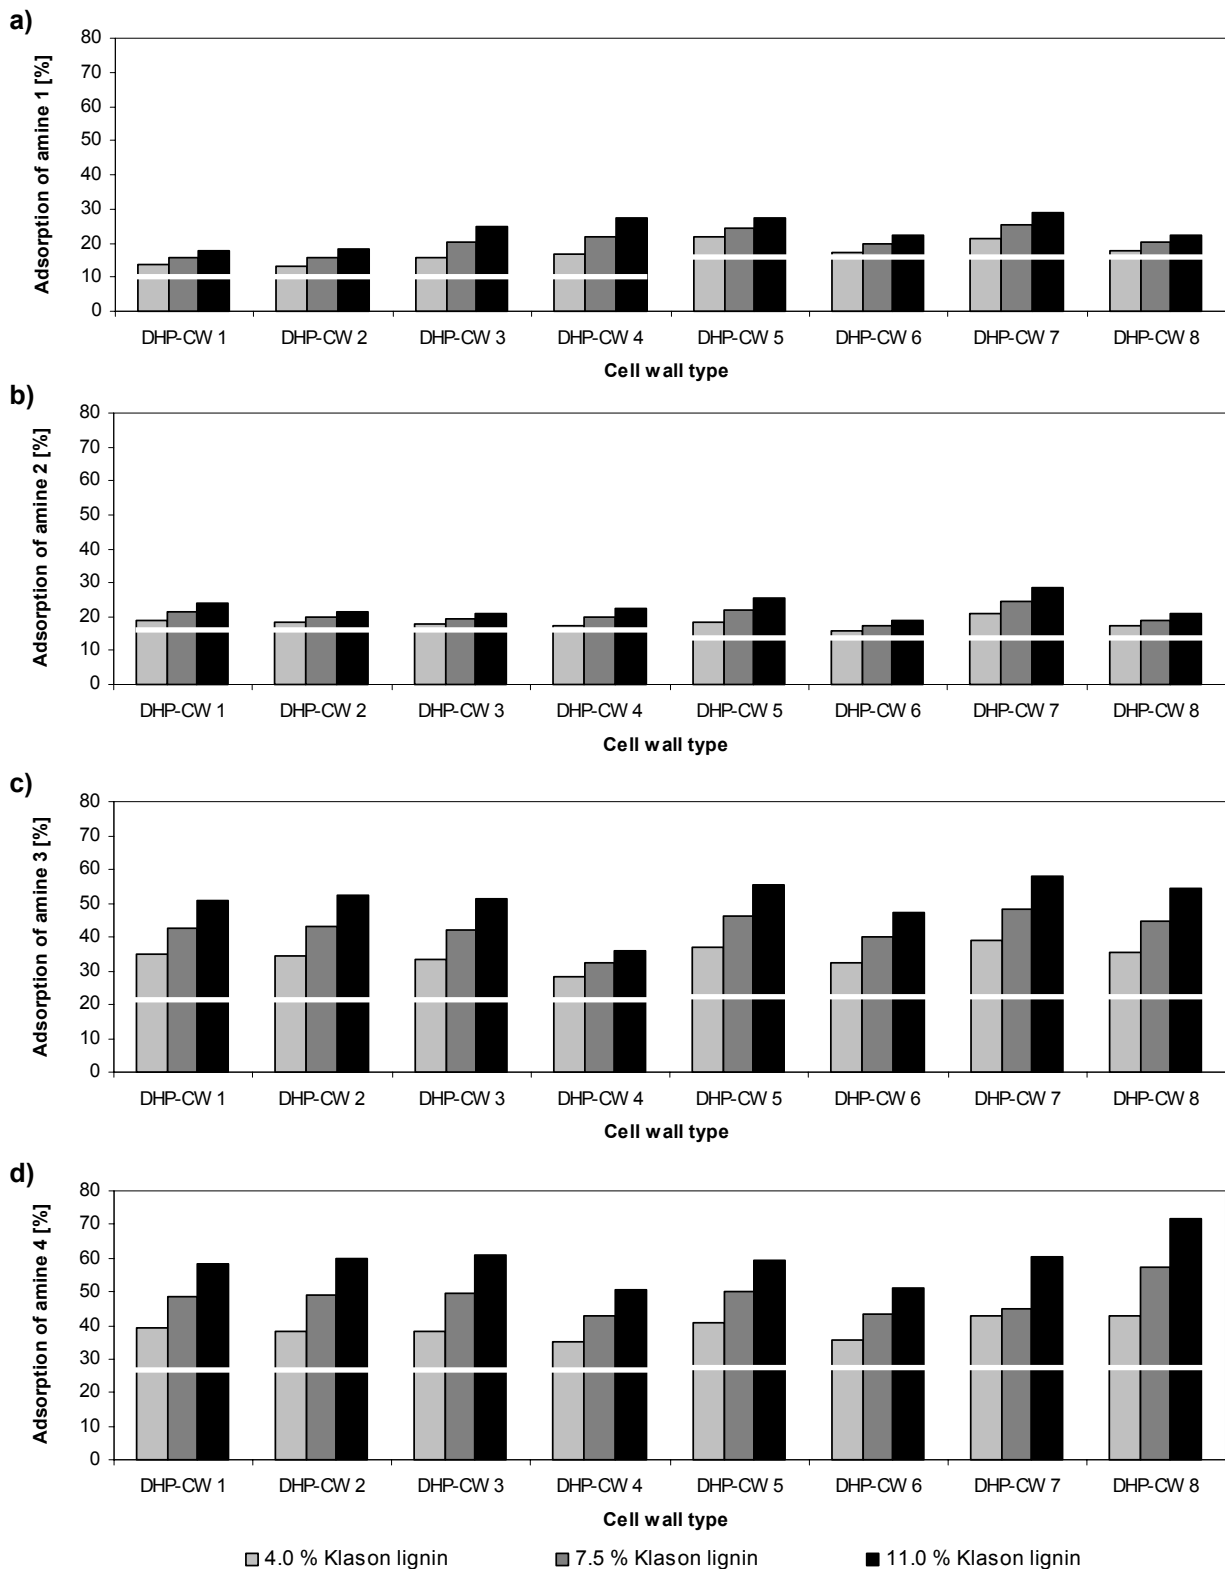 a)
Adsorption of amine 1 [%]
80
70
60
50
40
30
20
10
0
DHP-CW 1 DHP-CW 2 DHP-CW 3 DHP-CW 4 DHP-CW 5 DHP-CW 6 DHP-CW 7 DHP-CW 8
Cell wall type
b)
Adsorption of amine 2 [%]
80
70
60
50
40
30
20
10
0
DHP-CW 1 DHP-CW 2 DHP-CW 3 DHP-CW 4 DHP-CW 5 DHP-CW 6 DHP-CW 7 DHP-CW 8
Cell wall type
c)
Adsorption of amine 3 [%]
80
70
60
50
40
30
20
10
0
DHP-CW 1 DHP-CW 2 DHP-CW 3 DHP-CW 4 DHP-CW 5 DHP-CW 6 DHP-CW 7 DHP-CW 8
Cell wall type
d)
Adsorption of amine 4 [%]
80
70
60
50
40
30
20
10
0
DHP-CW 1 DHP-CW 2 DHP-CW 3 DHP-CW 4 DHP-CW 5 DHP-CW 6 DHP-CW 7 DHP-CW 8
Cell wall type
4.0 % Klason lignin 7.5 % Klason lignin 11.0 % Klason lignin